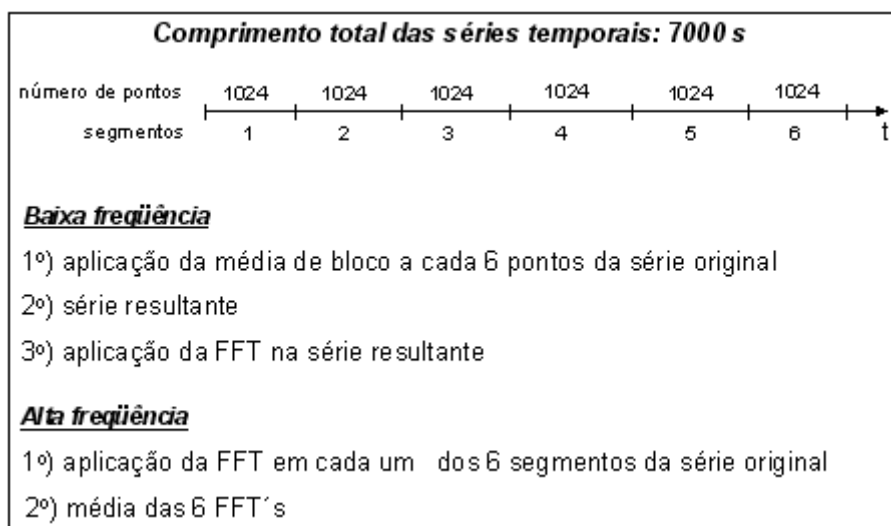 Comprimento total das séries temporais: 7000 s
número de pontos 1024 1024 1024 1024 1024 1024
segmentos 1 2 3 4 5 6 t
Baixa freqüência
1º) aplicação da média de bloco a cada 6 pontos da série original
2º) série resultante
3º) aplicação da FFT na série resultante
Alta freqüência
1º) aplicação da FFT em cada um dos 6 segmentos da série original
2º) média das 6 FFT´s